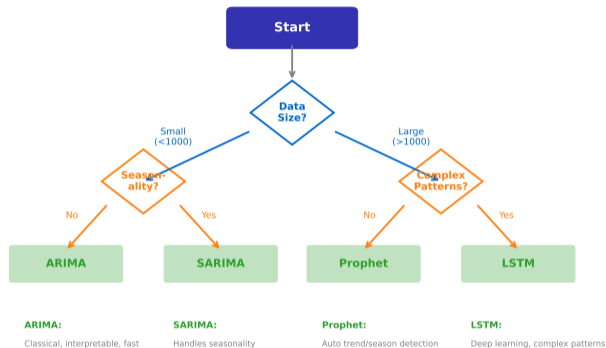 Start
Data
Size?
Small
(<1000)
Large
(>1000)
Season-
ality?
Complex
Patterns?
No
Yes
No
Yes
ARIMA
SARIMA
Prophet
LSTM
ARIMA:
SARIMA:
Prophet:
LSTM:
Classical, interpretable, fast
Handles seasonality
Auto trend/season detection
Deep learning, complex patterns